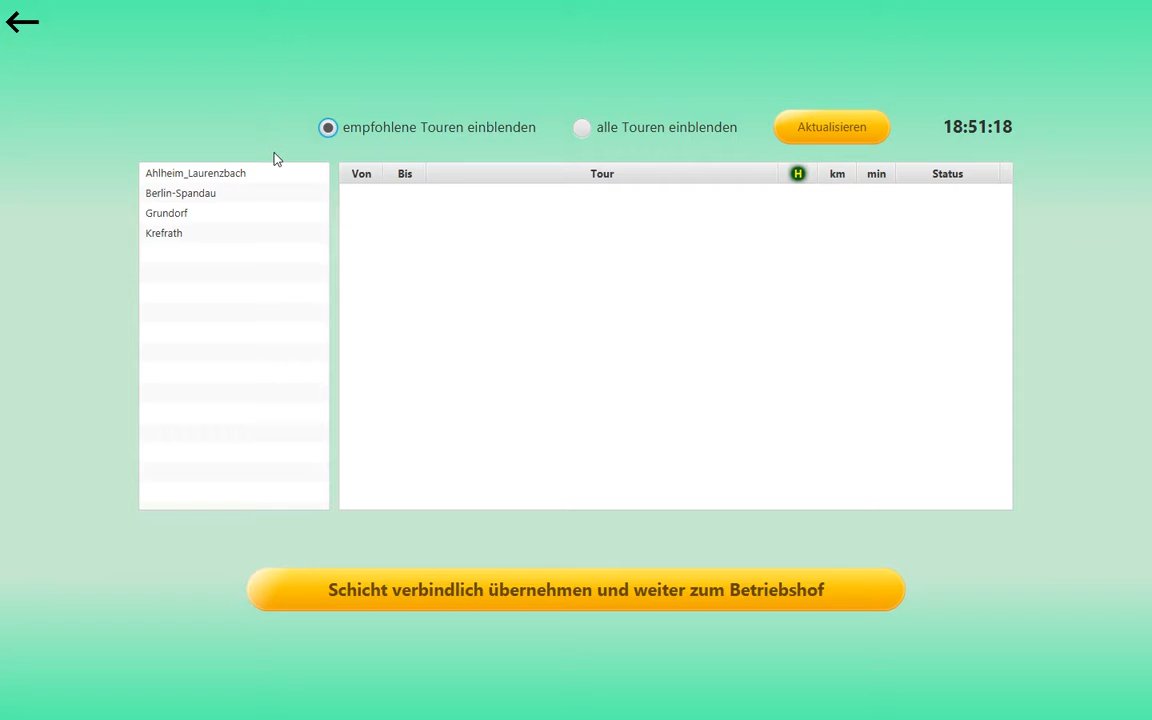 empfohlene Touren einblenden
alle Touren einblenden
Aktualisieren
18:51:18
Ahlheim_Laurenzbach
Berlin-Spandau
Grundorf
Krefrath
Von Bis Tour H km min Status
Schicht verbindlich übernehmen und weiter zum Betriebshof